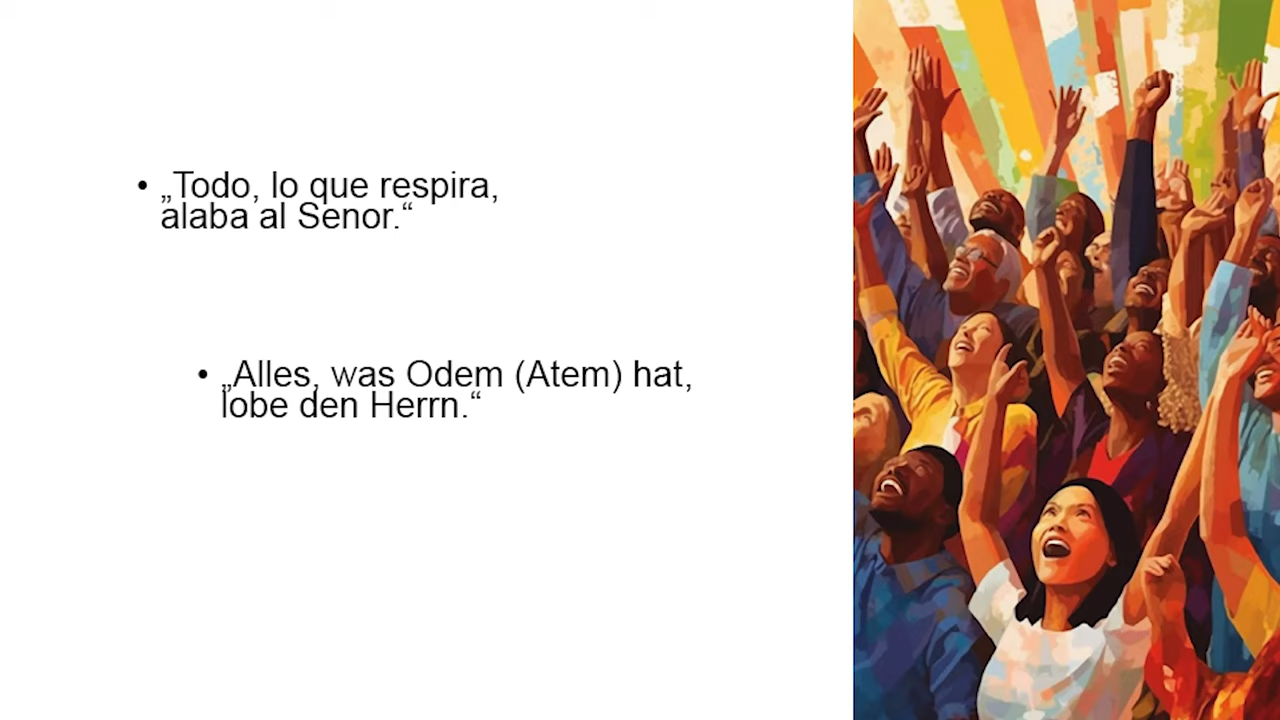 • „Todo, lo que respira,
alaba al Senor.“
• „Alles, was Odem (Atem) hat,
lobe den Herrn.“